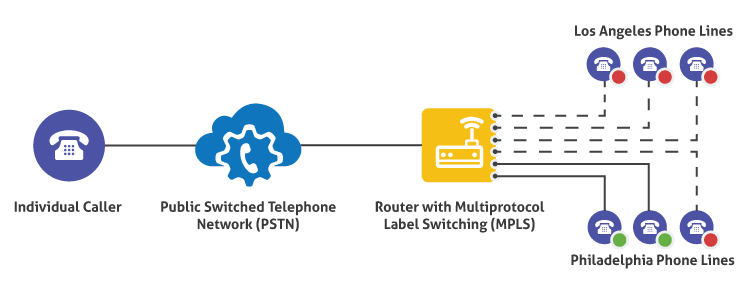 Los Angeles Phone Lines
Individual Caller
Public Switched Telephone
Network (PSTN)
Router with Multiprotocol
Label Switching (MPLS)
Philadelphia Phone Lines